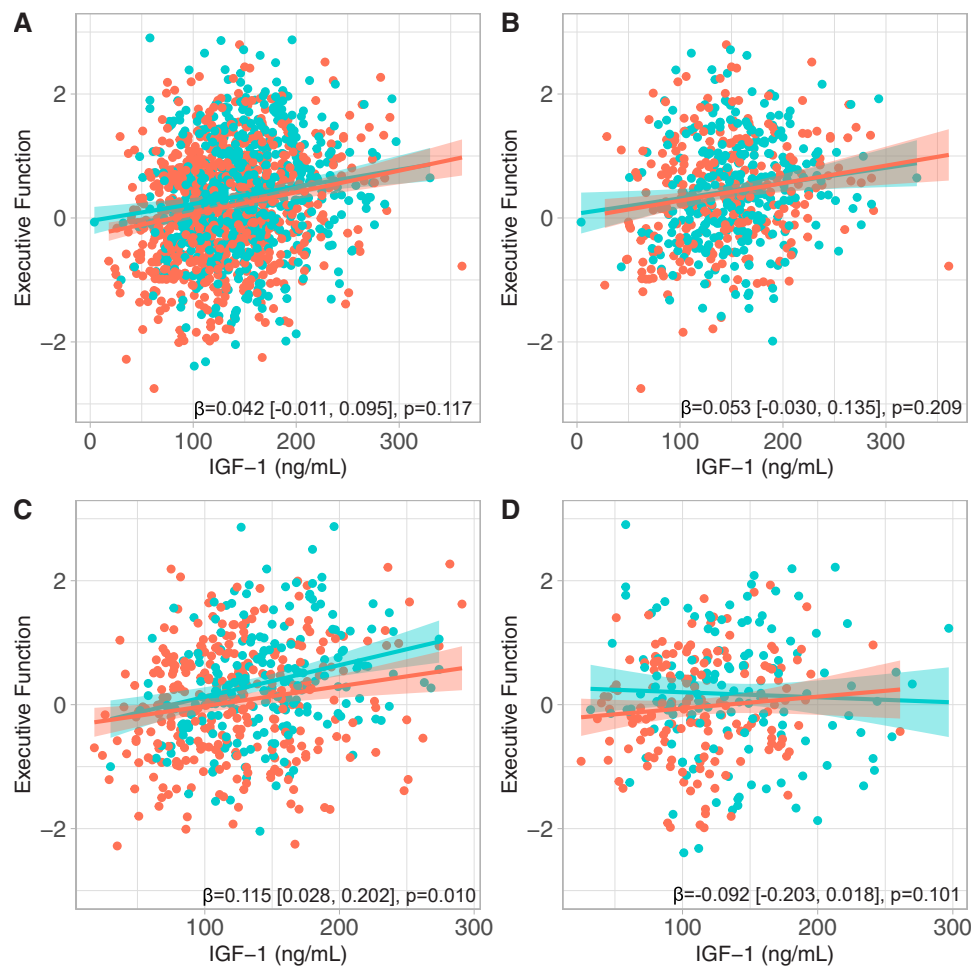 A
Executive Function
2
0
−2
β=0.042 [-0.011, 0.095], p=0.117
0 100 200 300
IGF−1 (ng/mL)
B
Executive Function
2
0
−2
β=0.053 [-0.030, 0.135], p=0.209
0 100 200 300
IGF−1 (ng/mL)
C
Executive Function
2
0
−2
β=0.115 [0.028, 0.202], p=0.010
100 200 300
IGF−1 (ng/mL)
D
Executive Function
2
0
−2
β=-0.092 [-0.203, 0.018], p=0.101
100 200 300
IGF−1 (ng/mL)